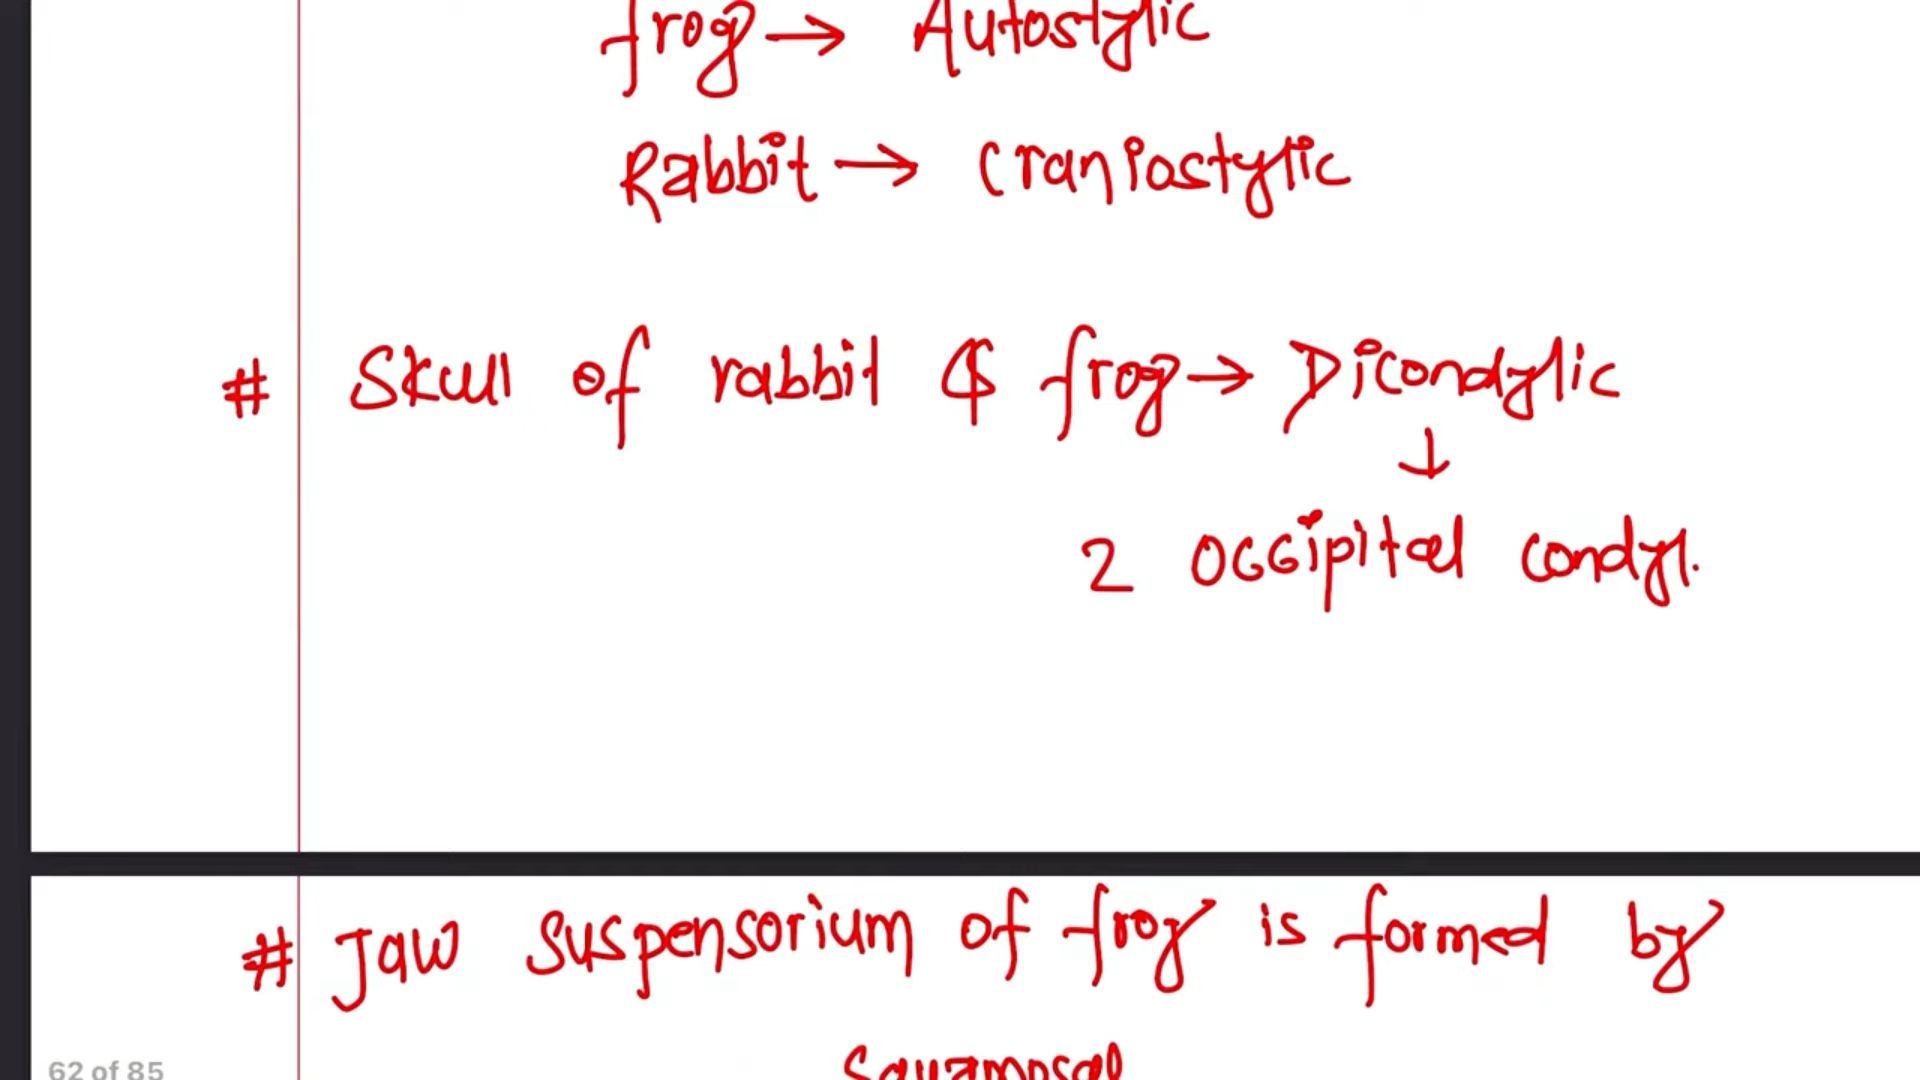 frog → Autostylic
Rabbit → Craniostylic
# Skull of rabbit & frog → Dicondylic
↓
2 Occipital condyl.
# Jaw suspensorium of frog is formed by
Squamosal
62 of 85